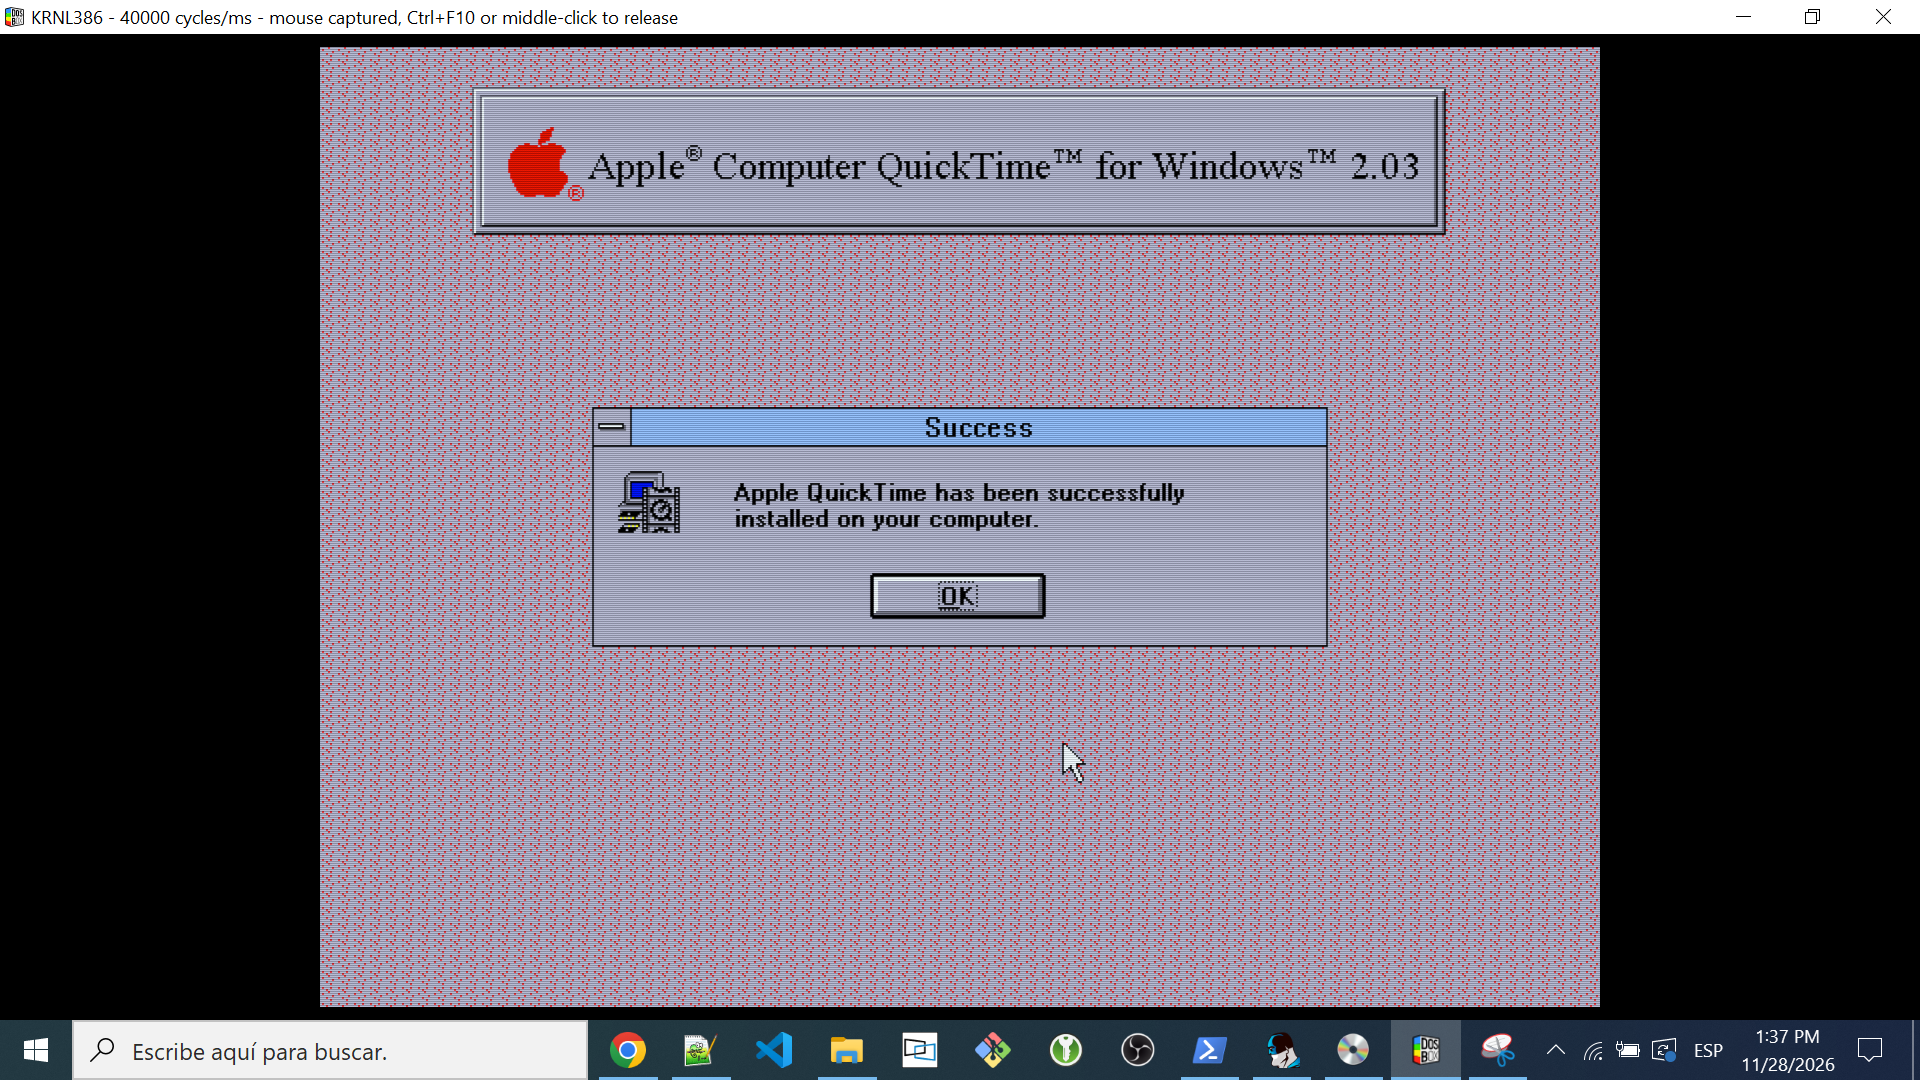 KRNL386 - 40000 cycles/ms - mouse captured, Ctrl+F10 or middle-click to release
Apple® Computer QuickTime™ for Windows™ 2.03
®
Success
Apple QuickTime has been successfully
installed on your computer.
OK
Escribe aquí para buscar.
DOS
BOX
ESP
1:37 PM
11/28/2026